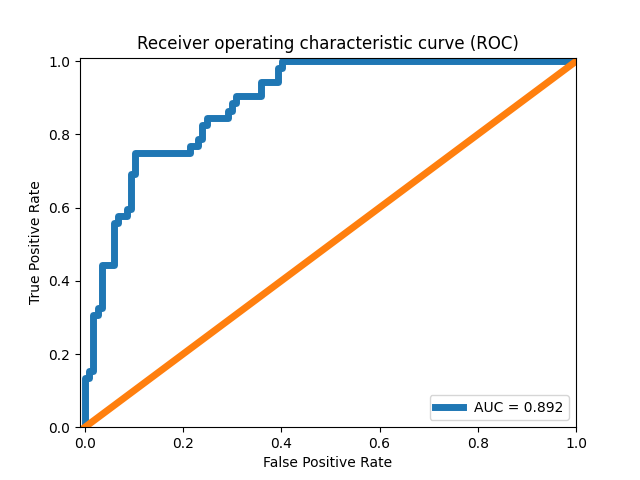 Receiver operating characteristic curve (ROC)
True Positive Rate
1.0
0.8
0.6
0.4
0.2
0.0
AUC = 0.892
0.0 0.2 0.4 0.6 0.8 1.0
False Positive Rate